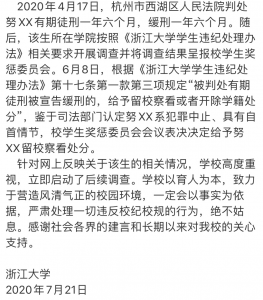 2020年4月17日，杭州市西湖区人民法院判处
努XX有期徒刑一年六个月，缓刑一年六个月。随
后，该生所在学院按照《浙江大学学生违纪处理办
法》相关要求开展调查并将调查结果呈报校学生奖
惩委员会。6月8日，根据《浙江大学学生违纪处
理办法》第十七条第一款第三项规定“被判处有期
徒刑被宣告缓刑的，给予留校察看或者开除学籍处
分”，鉴于司法部门认定努XX系犯罪中止、具有自
首情节，校学生奖惩委员会会议表决决定给予努
XX留校察看处分。
针对网上反映关于该生的相关情况，学校高度重
视，立即启动了后续调查。学校以育人为本，致力
于营造风清气正的校园环境，一定会以事实为依
据，严肃处理一切违反校纪校规的行为，绝不姑
息。感谢社会各界的建言和长期以来对我校的关心
支持。
浙江大学
2020年7月21日